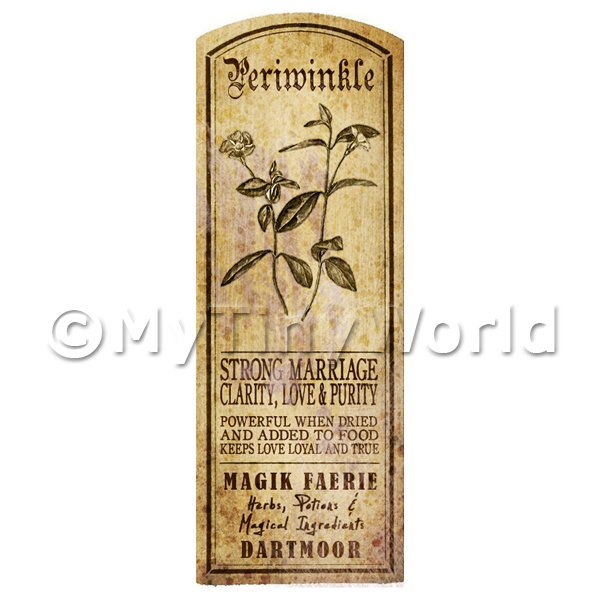 Periwinkle
©MyTinyWorld
STRONG MARRIAGE
CLARITY, LOVE & PURITY
POWERFUL WHEN DRIED
AND ADDED TO FOOD
KEEPS LOVE LOYAL AND TRUE
MAGIK FAERIE
Herbs, Potions &
Magical Ingredients
DARTMOOR